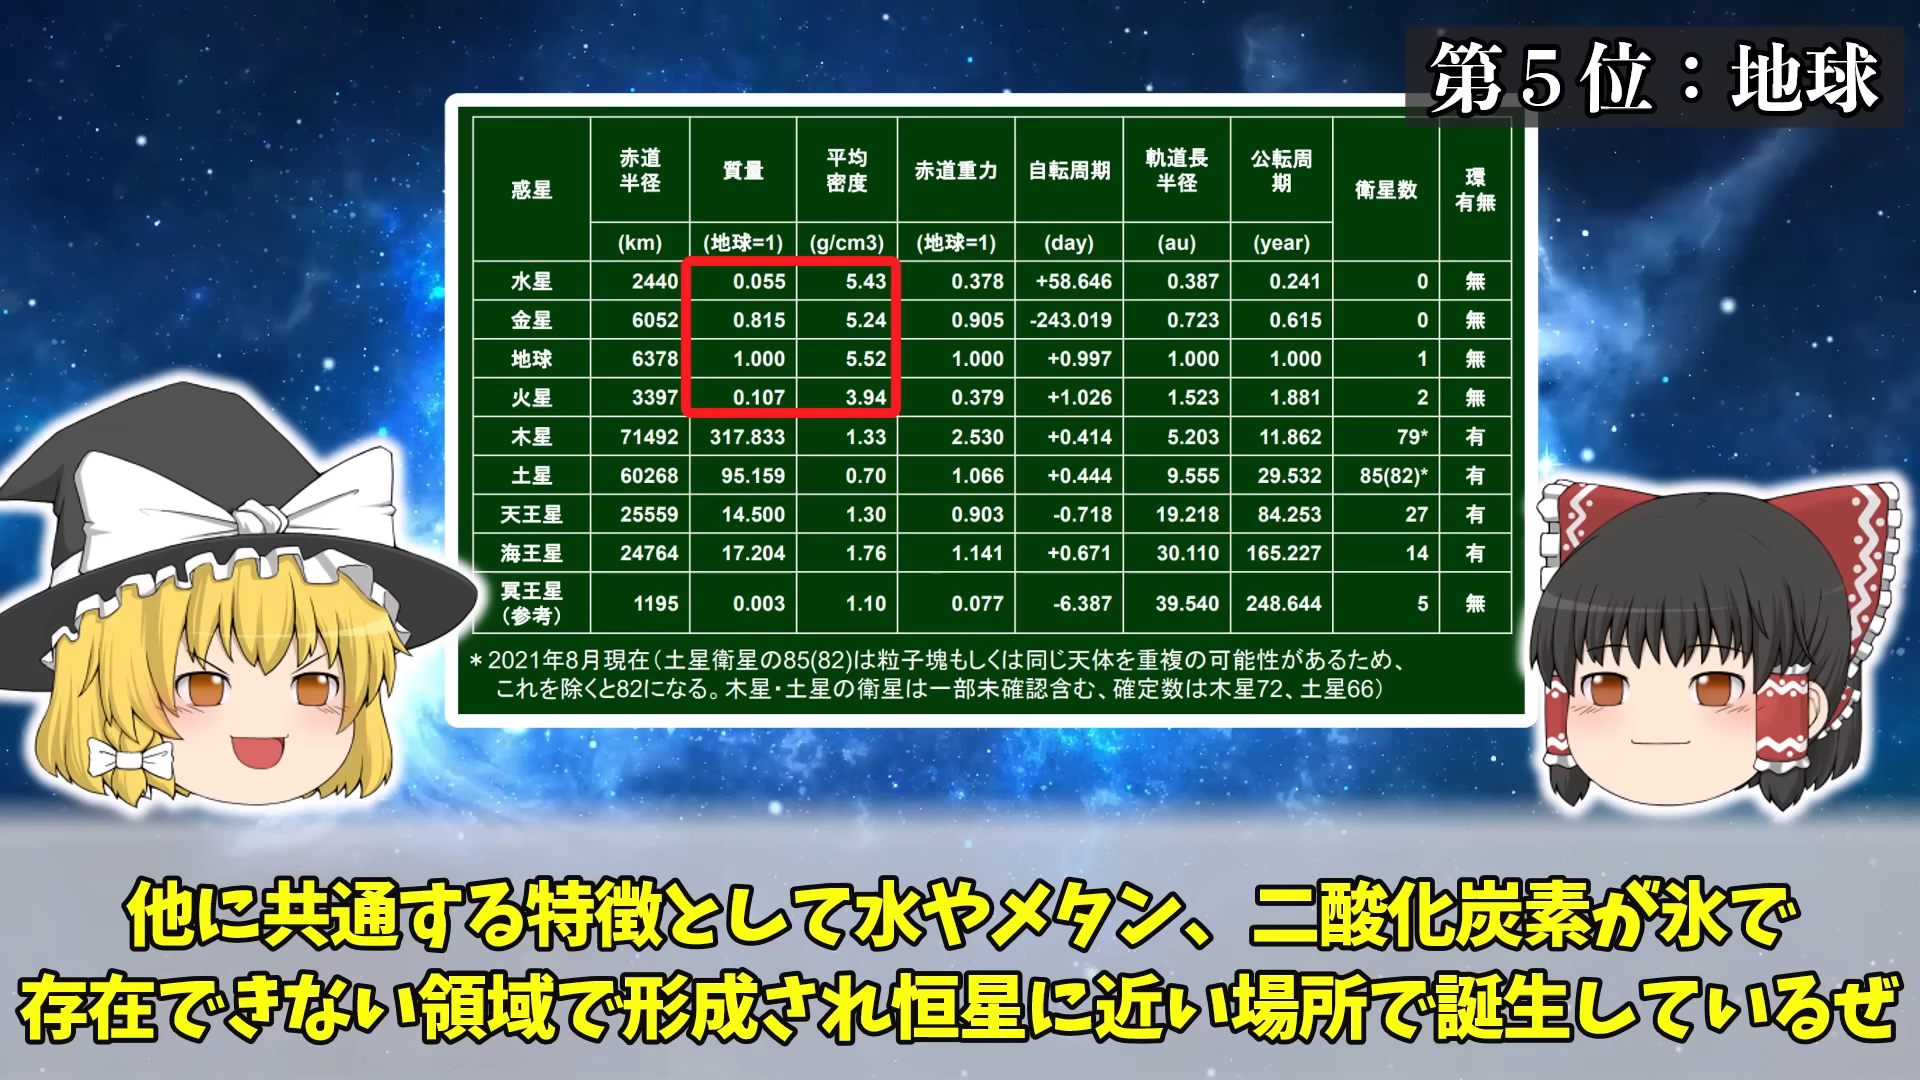 第５位：地球
惑星 赤道半径 質量 平均密度 赤道重力 自転周期 軌道長半径 公転周期 衛星数 環有無
(km) (地球=1) (g/cm3) (地球=1) (day) (au) (year)
水星 2440 0.055 5.43 0.378 +58.646 0.387 0.241 0 無
金星 6052 0.815 5.24 0.905 -243.019 0.723 0.615 0 無
地球 6378 1.000 5.52 1.000 +0.997 1.000 1.000 1 無
火星 3397 0.107 3.94 0.379 +1.026 1.523 1.881 2 無
木星 71492 317.833 1.33 2.530 +0.414 5.203 11.862 79* 有
土星 60268 95.159 0.70 1.066 +0.444 9.555 29.532 85(82)* 有
天王星 25559 14.500 1.30 0.903 -0.718 19.218 84.253 27 有
海王星 24764 17.204 1.76 1.141 +0.671 30.110 165.227 14 有
冥王星（参考） 1195 0.003 1.10 0.077 -6.387 39.540 248.644 5 無
＊2021年8月現在（土星衛星の85(82)は粒子塊もしくは同じ天体を重複の可能性があるため、
これを除くと82になる。木星・土星の衛星は一部未確認含む、確定数は木星72、土星66）
他に共通する特徴として水やメタン、二酸化炭素が氷で
存在できない領域で形成され恒星に近い場所で誕生しているぜ